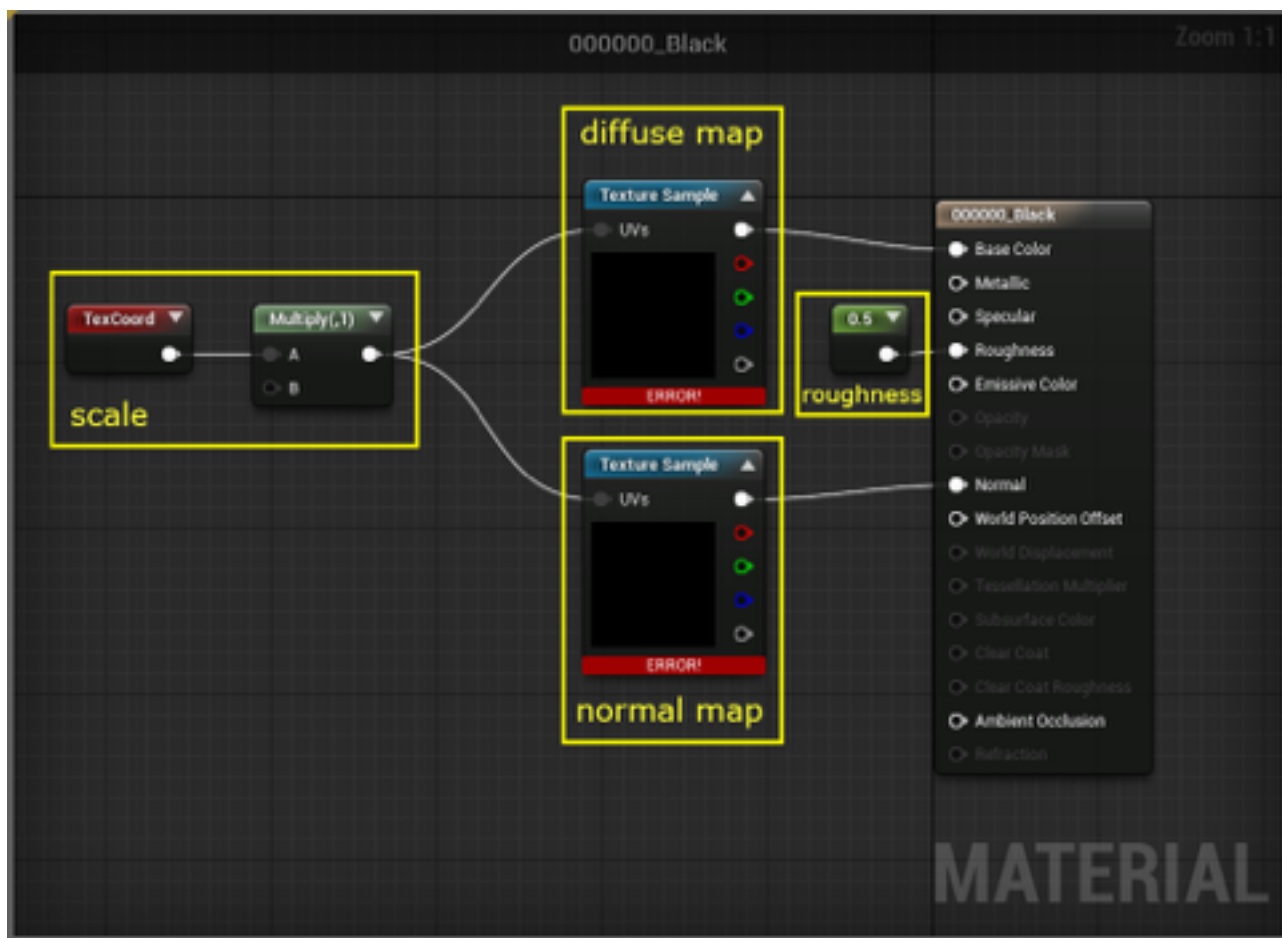 000000_Black
Zoom 1:1
diffuse map
Texture Sample
UVs
ERROR!
TexCoord
Multiply(,1)
A
B
scale
0.5
roughness
Texture Sample
UVs
ERROR!
normal map
000000_Black
Base Color
Metallic
Specular
Roughness
Emissive Color
Opacity
Opacity Mask
Normal
World Position Offset
World Displacement
Tessellation Multiplier
Subsurface Color
Clear Coat
Clear Coat Roughness
Ambient Occlusion
Refraction
MATERIAL